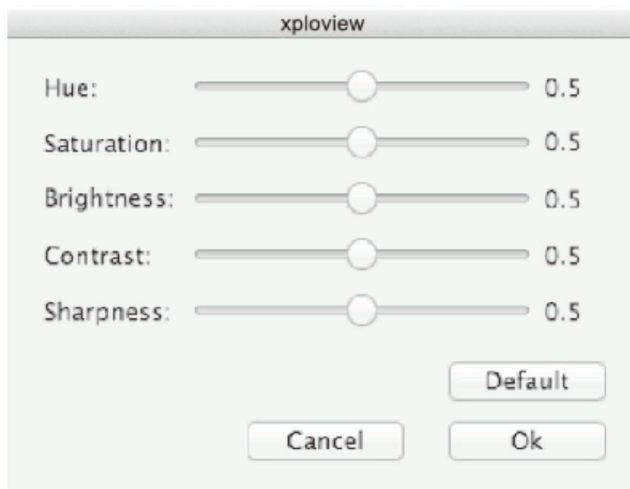 xploview
Hue: 0.5
Saturation: 0.5
Brightness: 0.5
Contrast: 0.5
Sharpness: 0.5
Default
Cancel Ok